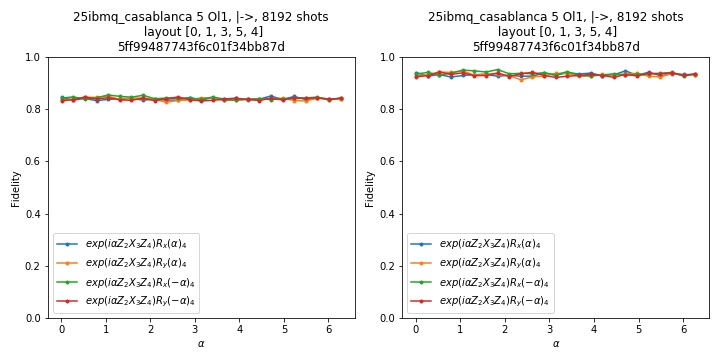 25ibmq_casablanca 5 Ol1, |->, 8192 shots
layout [0, 1, 3, 5, 4]
5ff99487743f6c01f34bb87d
1.0
0.8
0.6
0.4
0.2
0.0
Fidelity
exp(iαZ₂X₃Z₄)Rₓ(α)₄
exp(iαZ₂X₃Z₄)Rᵧ(α)₄
exp(iαZ₂X₃Z₄)Rₓ(−α)₄
exp(iαZ₂X₃Z₄)Rᵧ(−α)₄
0 1 2 3 4 5 6
α
25ibmq_casablanca 5 Ol1, |->, 8192 shots
layout [0, 1, 3, 5, 4]
5ff99487743f6c01f34bb87d
1.0
0.8
0.6
0.4
0.2
0.0
Fidelity
exp(iαZ₂X₃Z₄)Rₓ(α)₄
exp(iαZ₂X₃Z₄)Rᵧ(α)₄
exp(iαZ₂X₃Z₄)Rₓ(−α)₄
exp(iαZ₂X₃Z₄)Rᵧ(−α)₄
0 1 2 3 4 5 6
α